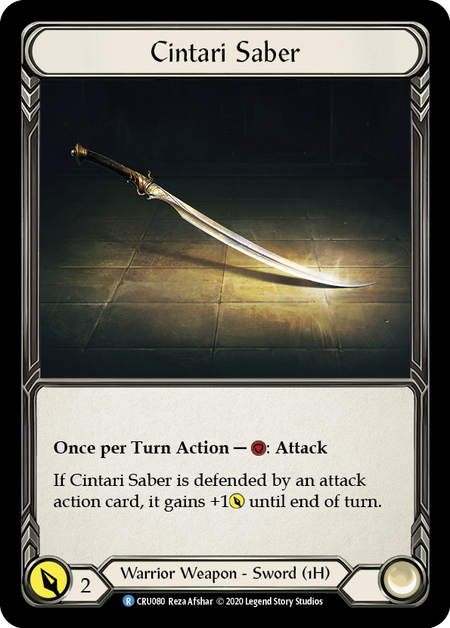 Cintari Saber
Once per Turn Action — : Attack
If Cintari Saber is defended by an attack
action card, it gains +1 until end of turn.
2
Warrior Weapon - Sword (1H)
R CRU080 Reza Afshar © 2020 Legend Story Studios